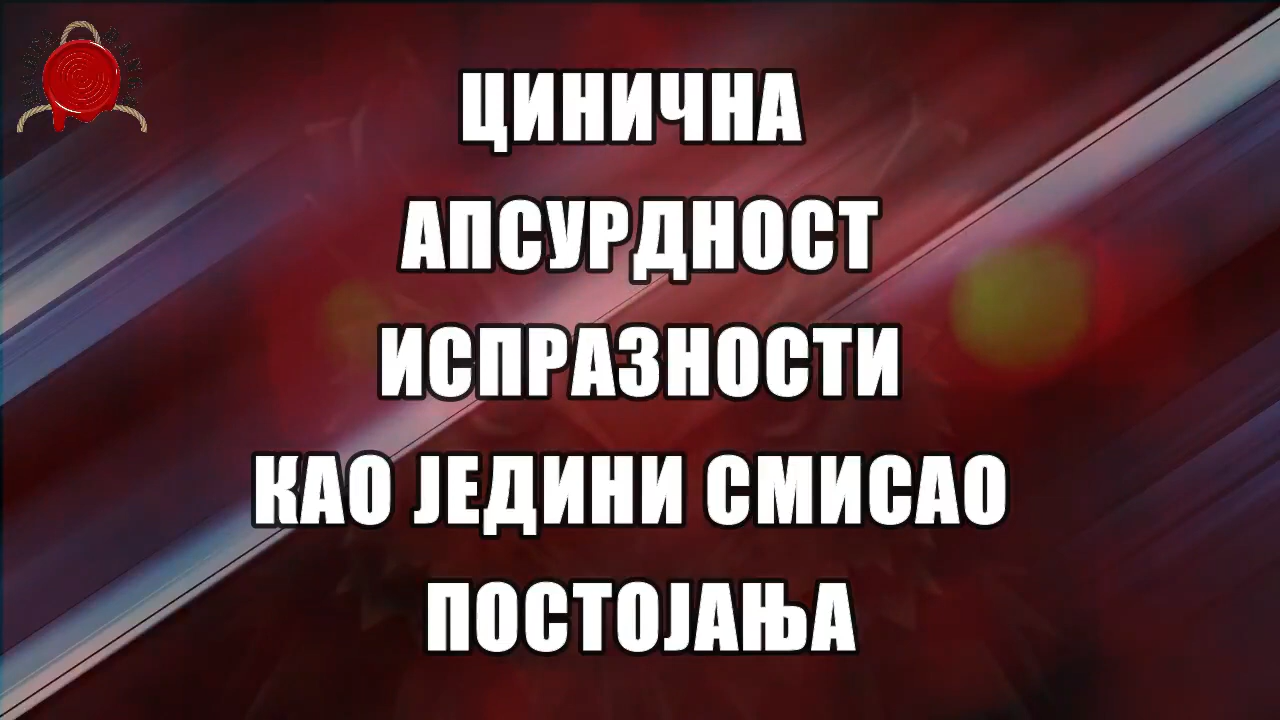 ЦИНИЧНА
АПСУРДНОСТ
ИСПРАЗНОСТИ
КАО ЈЕДИНИ СМИСАО
ПОСТОЈАЊА